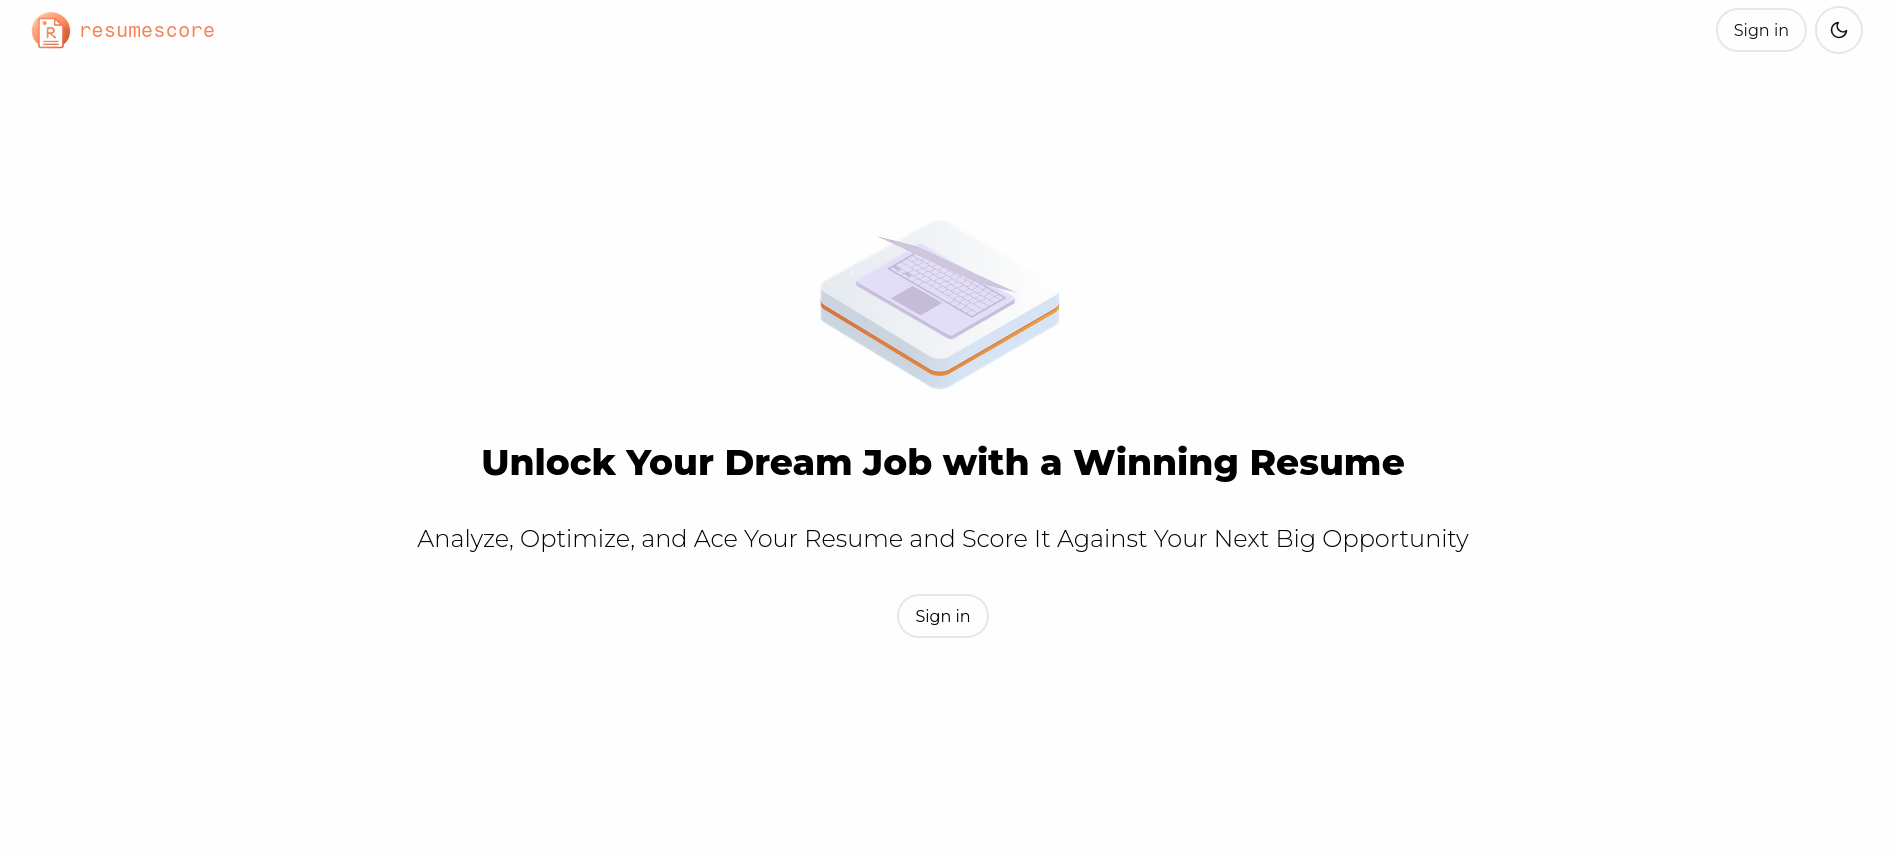 resumescore
Sign in
Unlock Your Dream Job with a Winning Resume
Analyze, Optimize, and Ace Your Resume and Score It Against Your Next Big Opportunity
Sign in